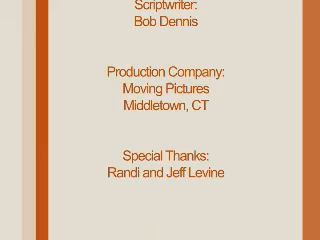 Scriptwriter:
Bob Dennis
Production Company:
Moving Pictures
Middletown, CT
Special Thanks:
Randi and Jeff Levine